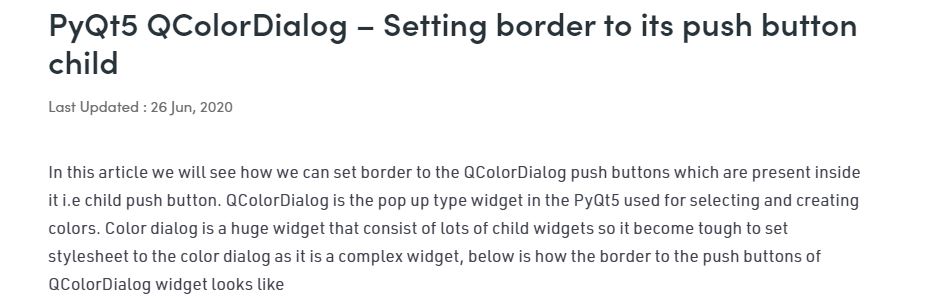 PyQt5 QColorDialog – Setting border to its push button
child
Last Updated : 26 Jun, 2020
In this article we will see how we can set border to the QColorDialog push buttons which are present inside
it i.e child push button. QColorDialog is the pop up type widget in the PyQt5 used for selecting and creating
colors. Color dialog is a huge widget that consist of lots of child widgets so it become tough to set
stylesheet to the color dialog as it is a complex widget, below is how the border to the push buttons of
QColorDialog widget looks like